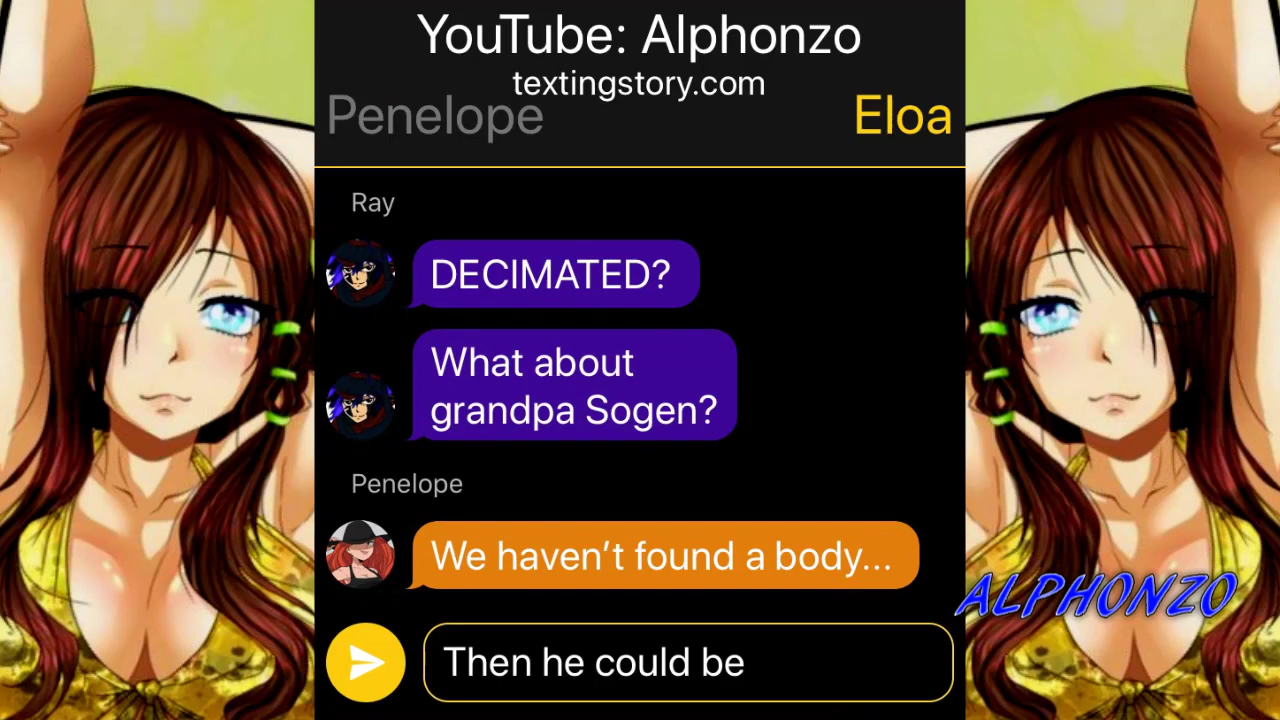 YouTube: Alphonzo
textingstory.com
Penelope
Eloa
Ray
DECIMATED?
What about
grandpa Sogen?
Penelope
We haven’t found a body...
ALPHONZO
Then he could be